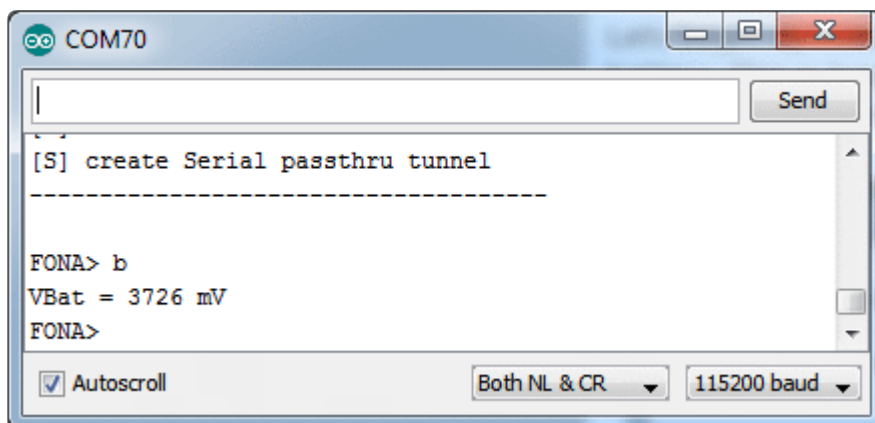 COM70
Send
[S] create Serial passthru tunnel
-------------------------------------
FONA> b
VBat = 3726 mV
FONA>
Autoscroll
Both NL & CR
115200 baud